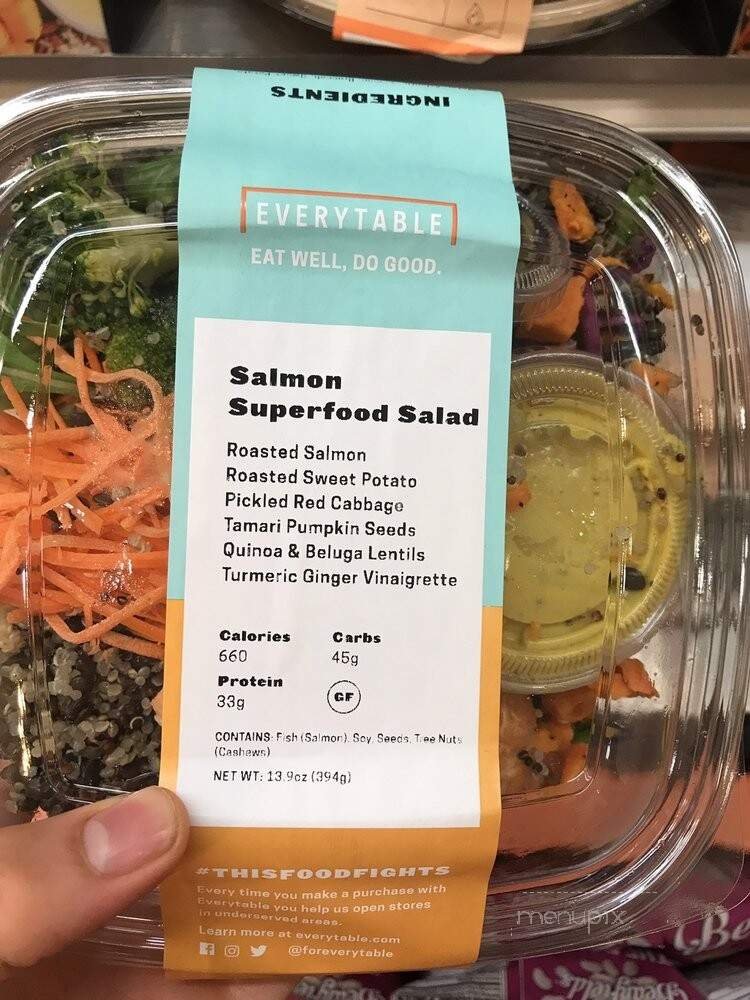 INGREDIENTS
EVERYTABLE
EAT WELL, DO GOOD.
Salmon
Superfood Salad
Roasted Salmon
Roasted Sweet Potato
Pickled Red Cabbage
Tamari Pumpkin Seeds
Quinoa & Beluga Lentils
Turmeric Ginger Vinaigrette
Calories Carbs
660 45g
Protein
33g GF
CONTAINS: Fish (Salmon), Soy, Seeds, Tree Nuts
(Cashews)
NET WT: 13.9oz (394g)
#THISFOODFIGHTS
Every time you make a purchase with
Everytable you help us open stores
in underserved areas.
Learn more at everytable.com
@foreverytable
menupix
Be